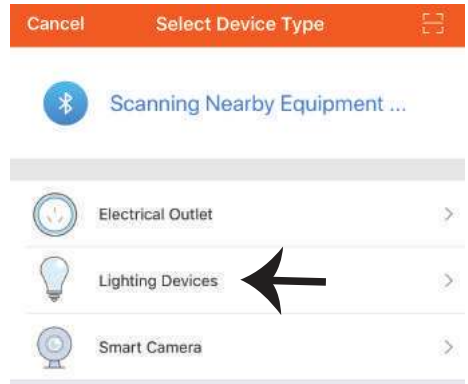 Cancel Select Device Type
Scanning Nearby Equipment ...
Electrical Outlet
Lighting Devices
Smart Camera